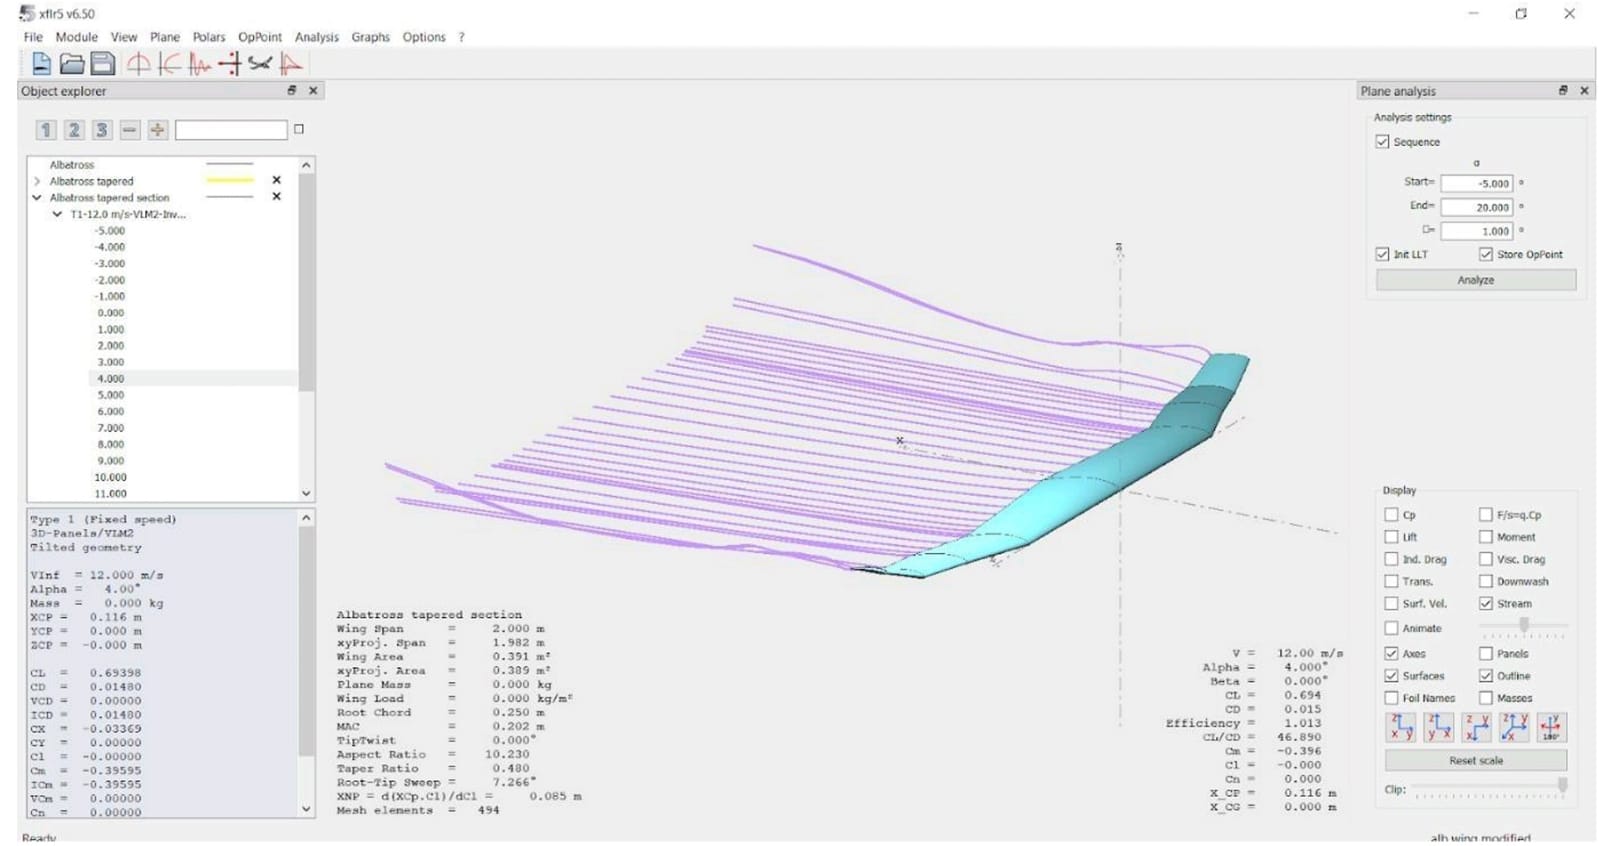 xflr5 v6.50
File Module View Plane Polars OpPoint Analysis Graphs Options ?
Object explorer
1 2 3
Albatross
Albatross tapered
Albatross tapered section
T1-12.0 m/s-VLM2-Inv...
-5.000
-4.000
-3.000
-2.000
-1.000
0.000
1.000
2.000
3.000
4.000
5.000
6.000
7.000
8.000
9.000
10.000
11.000
Type 1 (Fixed speed)
3D-Panels/VLM2
Tilted geometry
VInf = 12.000 m/s
Alpha = 4.00°
Mass = 0.000 kg
XCP = 0.116 m
YCP = 0.000 m
ZCP = -0.000 m
CL = 0.69398
CD = 0.01480
VCD = 0.00000
ICD = 0.01480
CX = -0.03369
CY = 0.00000
Cl = -0.00000
Cm = -0.39595
ICm = -0.39595
VCm = 0.00000
Cn = 0.00000
Ready
z
x
Albatross tapered section
Wing Span = 2.000 m
xyProj. Span = 1.982 m
Wing Area = 0.391 m²
xyProj. Area = 0.389 m²
Plane Mass = 0.000 kg
Wing Load = 0.000 kg/m²
Root Chord = 0.250 m
MAC = 0.202 m
TipTwist = 0.000°
Aspect Ratio = 10.230
Taper Ratio = 0.480
Root-Tip Sweep = 7.266°
XNP = d(XCp.Cl)/dCl = 0.085 m
Mesh elements = 494
V = 12.00 m/s
Alpha = 4.000°
Beta = 0.000°
CL = 0.694
CD = 0.015
Efficiency = 1.013
CL/CD = 46.890
Cm = -0.396
Cl = -0.000
Cn = 0.000
X_CP = 0.116 m
X_CG = 0.000 m
Plane analysis
Analysis settings
Sequence
α
Start= -5.000 °
End= 20.000 °
□= 1.000 °
Init LLT Store OpPoint
Analyze
Display
Cp F/s=q.Cp
Lift Moment
Ind. Drag Visc. Drag
Trans. Downwash
Surf. Vel. Stream
Animate
Axes Panels
Surfaces Outline
Foil Names Masses
z x y z y x z y x z y x 180°
Reset scale
Clip:
alb wing modified